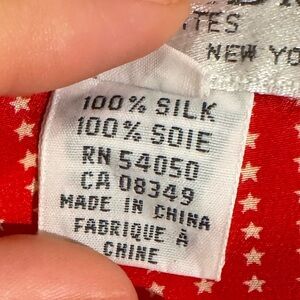 NEW YO
100% SILK
100% SOIE
RN 54050
CA 08349
MADE IN CHINA
FABRIQUE À
CHINE